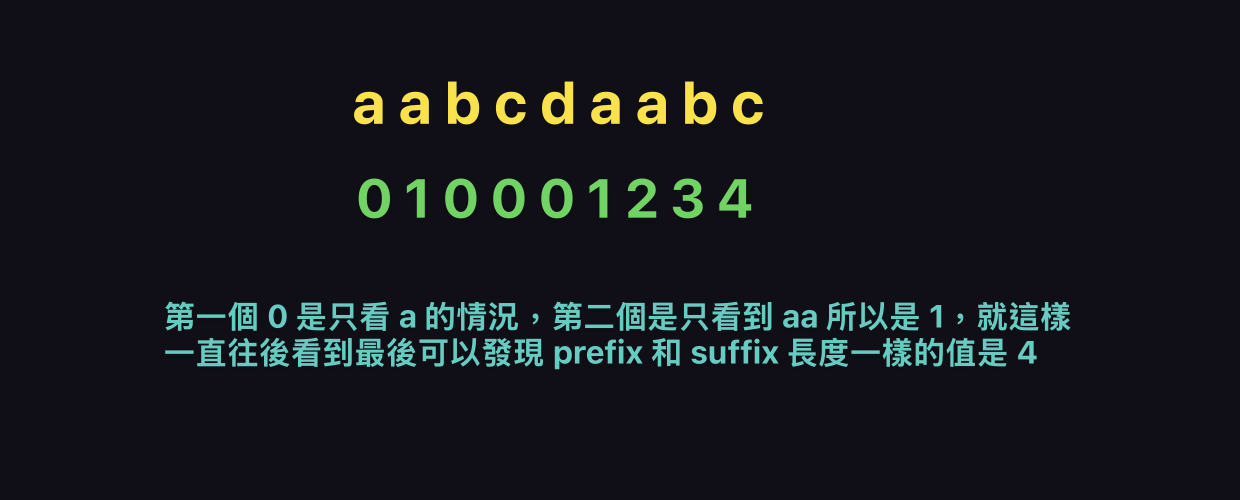 a a b c d a a b c
0 1 0 0 0 1 2 3 4
第一個 0 是只看 a 的情況，第二個是只看到 aa 所以是 1，就這樣
一直往後看到最後可以發現 prefix 和 suffix 長度一樣的值是 4